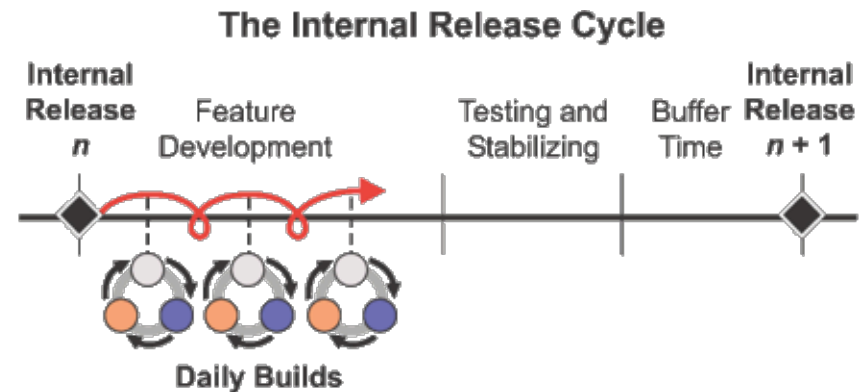 The Internal Release Cycle
Internal
Release
n
Feature
Development
Testing and
Stabilizing
Buffer
Time
Internal
Release
n + 1
Daily Builds